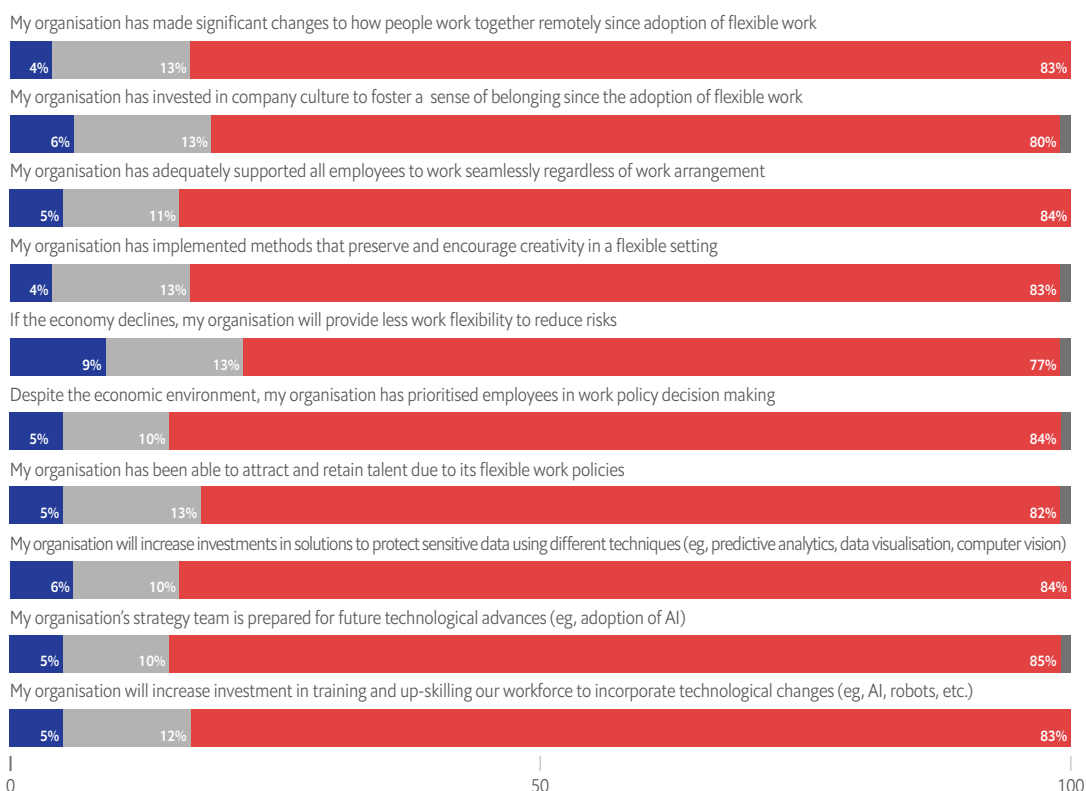 My organisation has made significant changes to how people work together remotely since adoption of flexible work
4% 13% 83%
My organisation has invested in company culture to foster a sense of belonging since the adoption of flexible work
6% 13% 80%
My organisation has adequately supported all employees to work seamlessly regardless of work arrangement
5% 11% 84%
My organisation has implemented methods that preserve and encourage creativity in a flexible setting
4% 13% 83%
If the economy declines, my organisation will provide less work flexibility to reduce risks
9% 13% 77%
Despite the economic environment, my organisation has prioritised employees in work policy decision making
5% 10% 84%
My organisation has been able to attract and retain talent due to its flexible work policies
5% 13% 82%
My organisation will increase investments in solutions to protect sensitive data using different techniques (eg, predictive analytics, data visualisation, computer vision)
6% 10% 84%
My organisation's strategy team is prepared for future technological advances (eg, adoption of AI)
5% 10% 85%
My organisation will increase investment in training and up-skilling our workforce to incorporate technological changes (eg, AI, robots, etc.)
5% 12% 83%
0 50 100